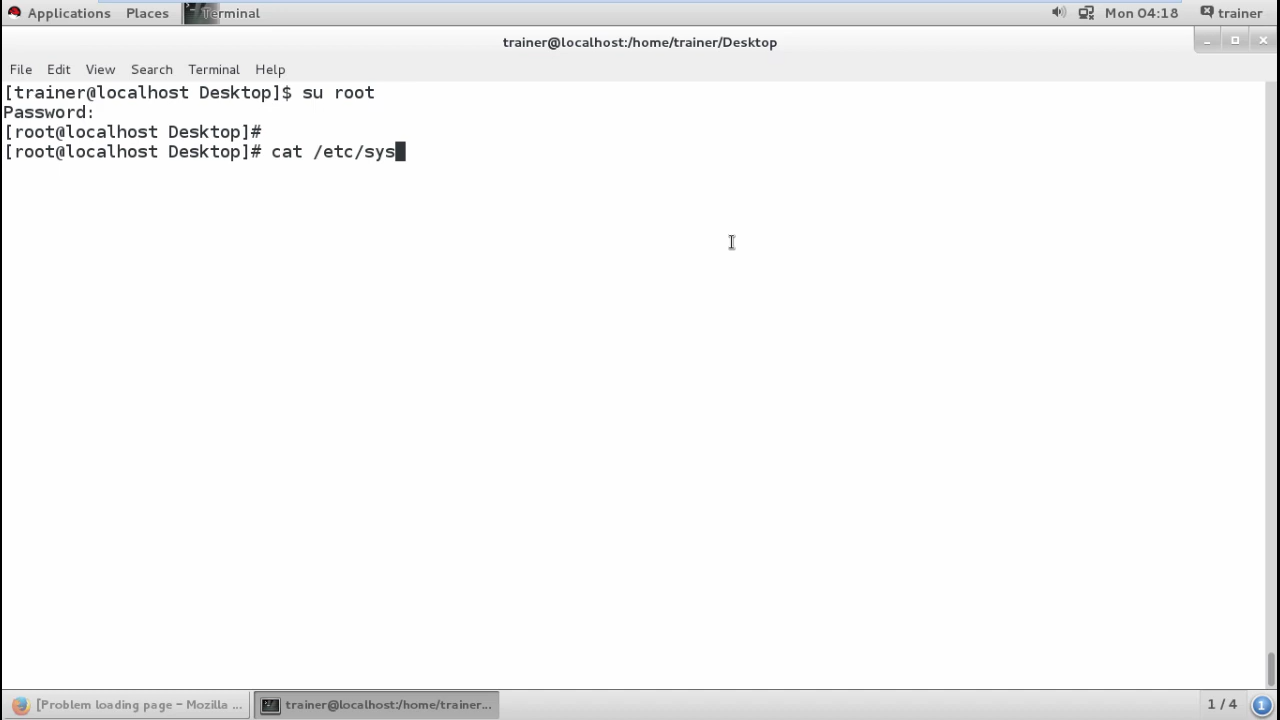 Applications Places Terminal Mon 04:18 trainer
trainer@localhost:/home/trainer/Desktop
File Edit View Search Terminal Help
[trainer@localhost Desktop]$ su root
Password:
[root@localhost Desktop]#
[root@localhost Desktop]# cat /etc/sys
[Problem loading page - Mozilla ... trainer@localhost:/home/trainer... 1 / 4 1